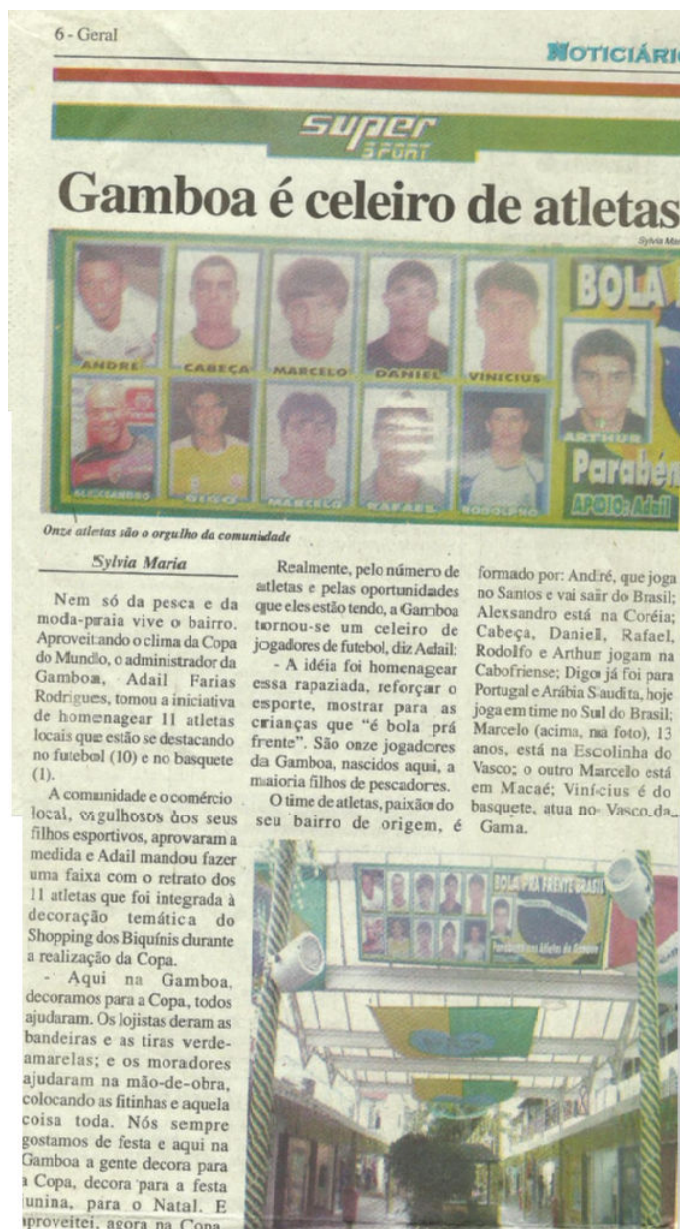 6 - Geral
NOTICIÁRIO
super
SPORT
Gamboa é celeiro de atletas
Sylvia Mar
BOLA
ANDRÉ
CABEÇA
MARCELO
DANIEL
VINICIUS
ARTHUR
ALEXSANDRO
DIGO
MARCELO
RAFAEL
RODOLPHO
Parabén
APOIO: Adail
Onze atletas são o orgulho da comunidade
Sylvia Maria
Nem só da pesca e da
moda-praia vive o bairro.
Aproveitando o clima da Copa
do Mundo, o administrador da
Gamboa, Adail Farias
Rodrigues, tomou a iniciativa
de homenagear 11 atletas
locais que estão se destacando
no futebol (10) e no basquete
(1).
A comunidade e o comércio
local, orgulhosos dos seus
filhos esportivos, aprovaram a
medida e Adail mandou fazer
uma faixa com o retrato dos
11 atletas que foi integrada à
decoração temática do
Shopping dos Biquínis durante
a realização da Copa.
- Aqui na Gamboa,
decoramos para a Copa, todos
ajudaram. Os lojistas deram as
bandeiras e as tiras verde-
amarelas; e os moradores
ajudaram na mão-de-obra,
colocando as fitinhas e aquela
coisa toda. Nós sempre
gostamos de festa e aqui na
Gamboa a gente decora para
a Copa, decora para a festa
junina, para o Natal. E
aproveitei, agora na Copa,
Realmente, pelo número de
atletas e pelas oportunidades
que eles estão tendo, a Gamboa
tornou-se um celeiro de
jogadores de futebol, diz Adail:
- A idéia foi homenagear
essa rapaziada, reforçar o
esporte, mostrar para as
crianças que “é bola prá
frente”. São onze jogadores
da Gamboa, nascidos aqui, a
maioria filhos de pescadores.
O time de atletas, paixão do
seu bairro de origem, é
formado por: André, que joga
no Santos e vai sair do Brasil;
Alexsandro está na Coréia;
Cabeça, Daniel, Rafael,
Rodolfo e Arthur jogam na
Cabofriense; Digo já foi para
Portugal e Arábia Saudita, hoje
joga em time no Sul do Brasil;
Marcelo (acima, na foto), 13
anos, está na Escolinha do
Vasco; o outro Marcelo está
em Macaé; Vinícius é do
basquete, atua no Vasco da
Gama.
BOLA PRA FRENTE BRASIL
Parabéns aos Atletas da Gamboa